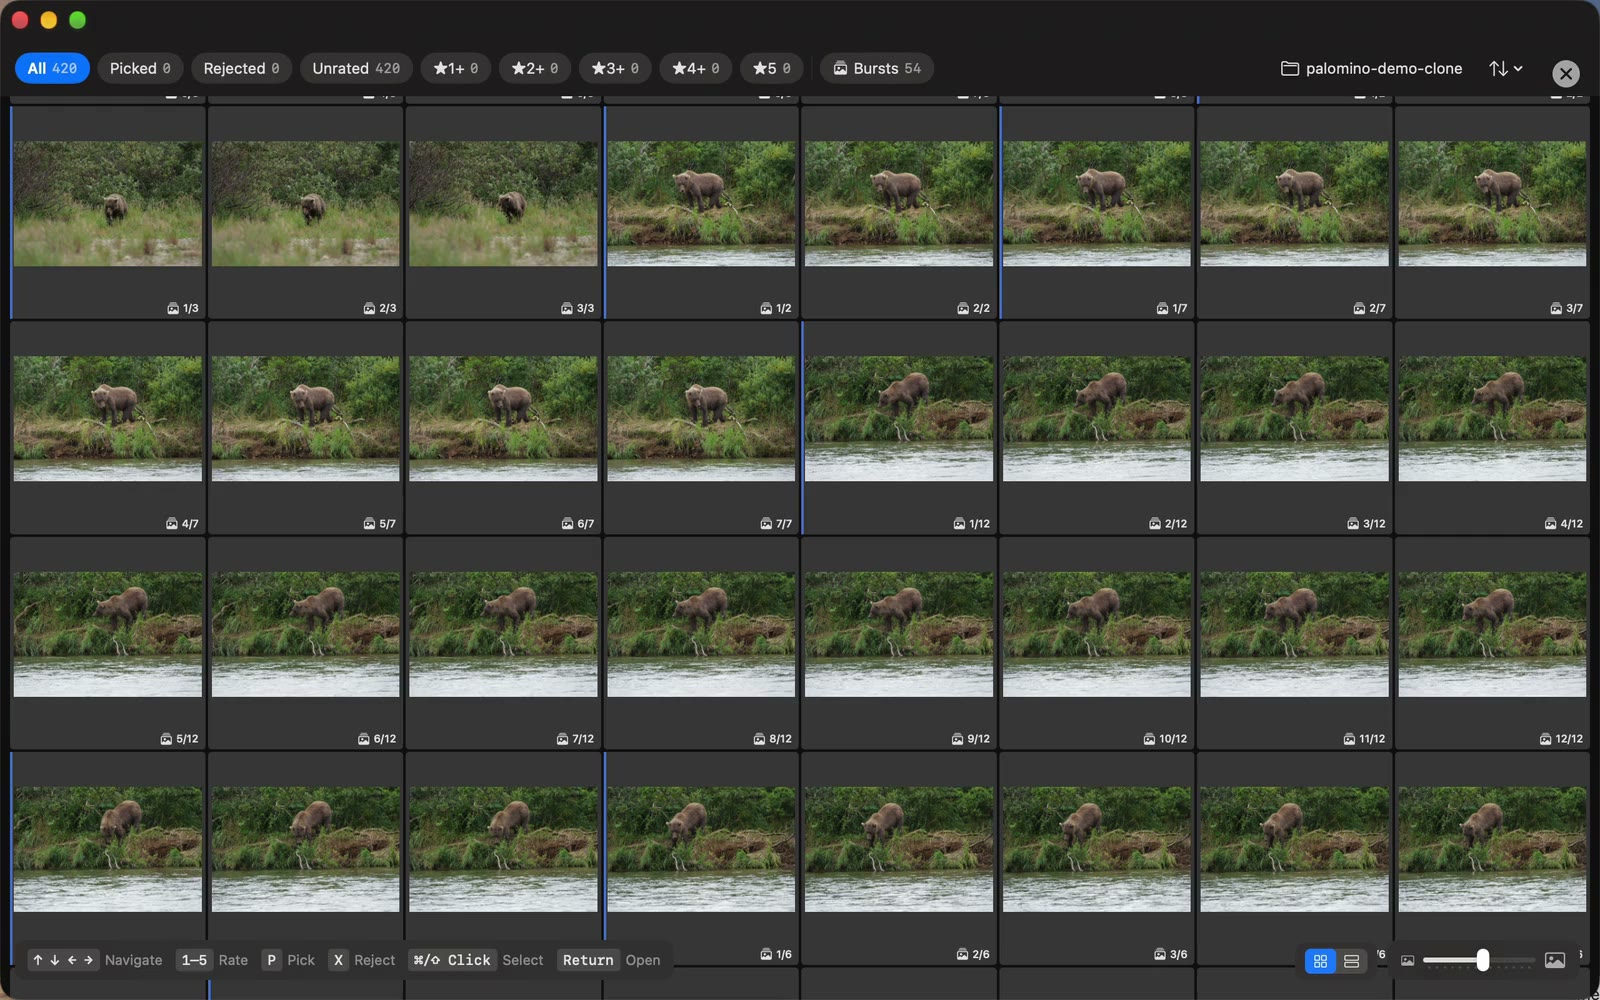 All 420 Picked 0 Rejected 0 Unrated 420 ★1+ 0 ★2+ 0 ★3+ 0 ★4+ 0 ★5 0 Bursts 54 palomino-demo-clone
1/3 2/3 3/3 1/2 2/2 1/7 2/7 3/7
4/7 5/7 6/7 7/7 1/12 2/12 3/12 4/12
5/12 6/12 7/12 8/12 9/12 10/12 11/12 12/12
1/6 2/6 3/6
↑ ↓ ← → Navigate 1–5 Rate P Pick X Reject ⌘/⇧ Click Select Return Open